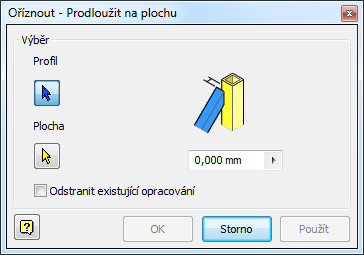 Oříznout - Prodloužit na plochu
Výběr
Profil
Plocha
0,000 mm
Odstranit existující opracování
OK
Storno
Použít